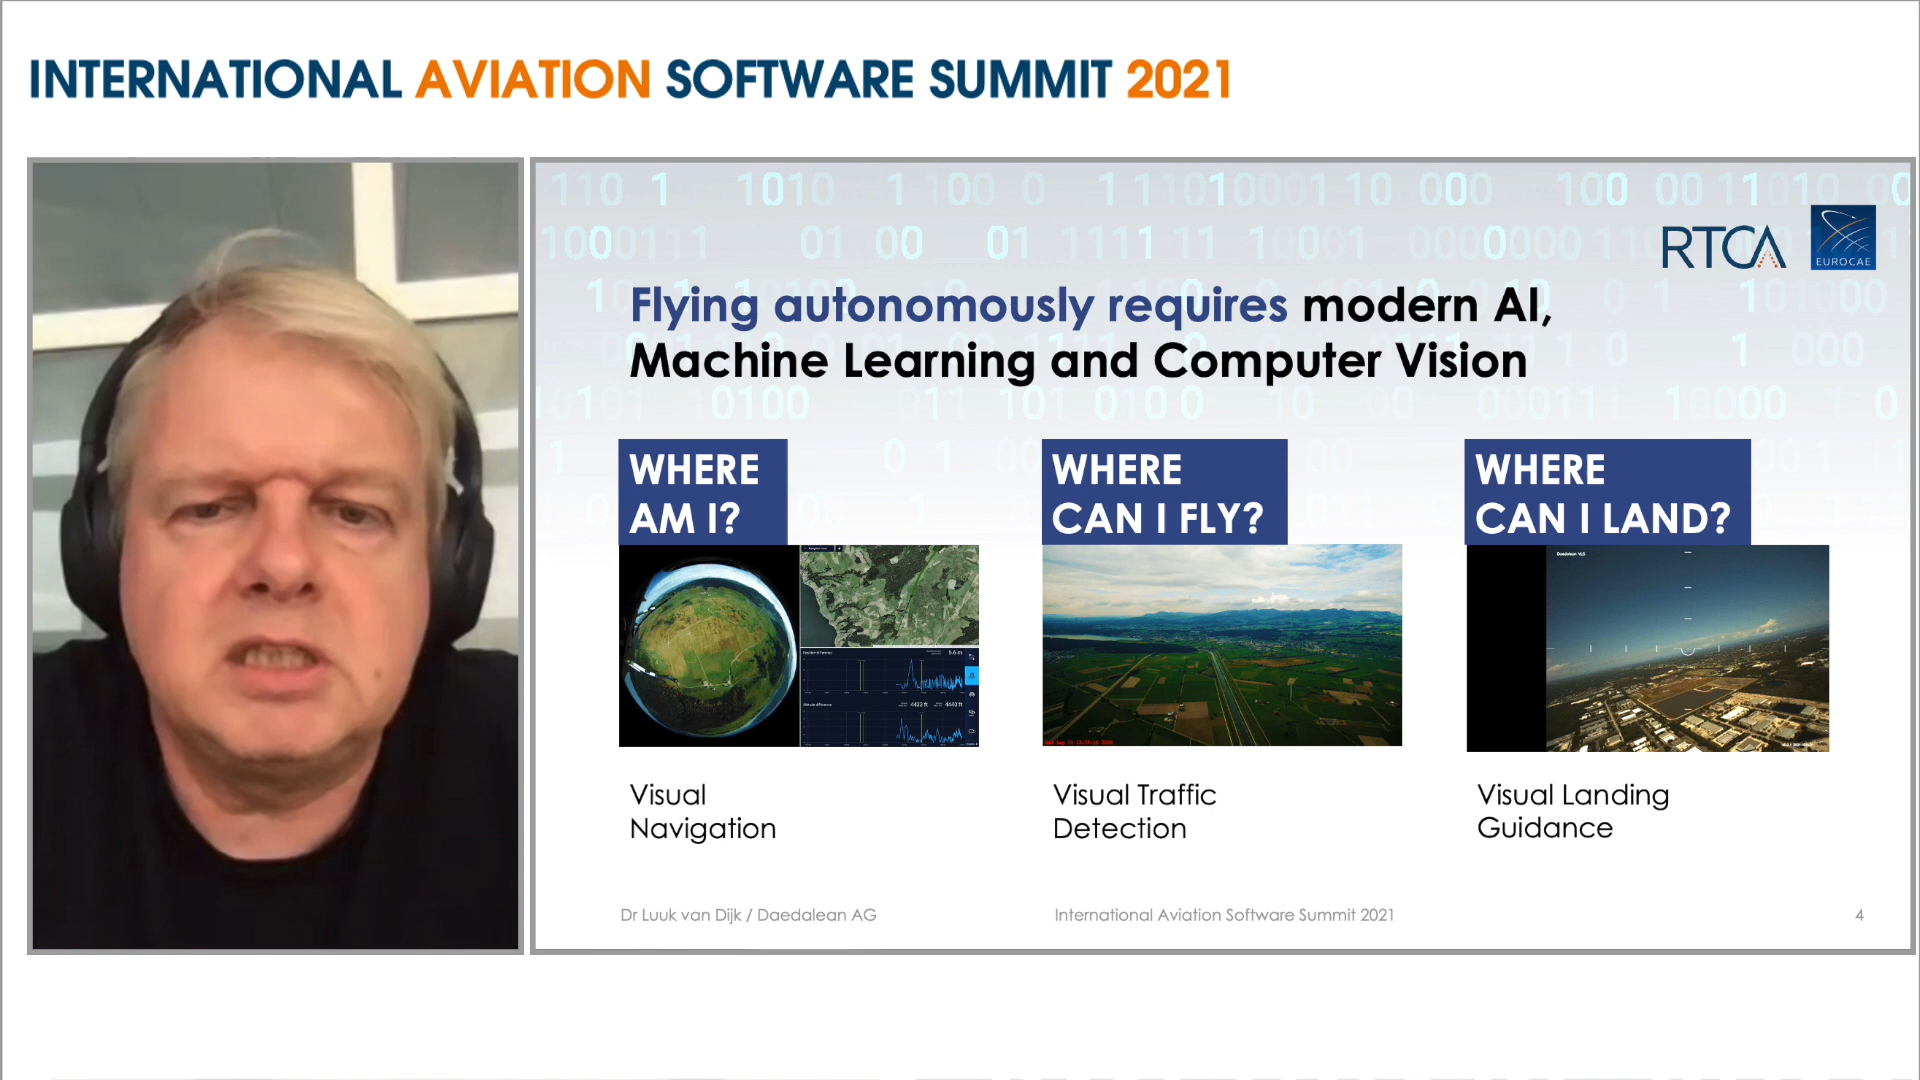 INTERNATIONAL AVIATION SOFTWARE SUMMIT 2021
RTCA
EUROCAE
Flying autonomously requires modern AI,
Machine Learning and Computer Vision
WHERE
AM I?
WHERE
CAN I FLY?
WHERE
CAN I LAND?
Visual
Navigation
Visual Traffic
Detection
Visual Landing
Guidance
Dr Luuk van Dijk / Daedalean AG
International Aviation Software Summit 2021
4